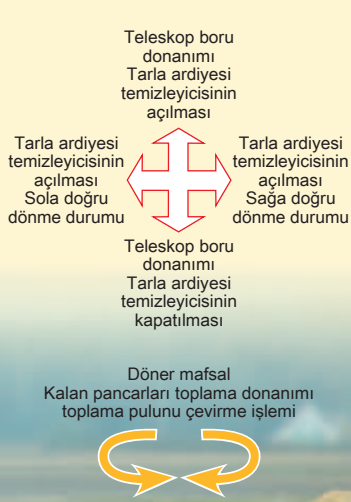 Teleskop boru
donanımı
Tarla ardiyesi
temizleyicisinin
açılması
Tarla ardiyesi
temizleyicisinin
açılması
Sola doğru
dönme durumu
Tarla ardiyesi
temizleyicisinin
açılması
Sağa doğru
dönme durumu
Teleskop boru
donanımı
Tarla ardiyesi
temizleyicisinin
kapatılması
Döner mafsal
Kalan pancarları toplama donanımı
toplama pulunu çevirme işlemi